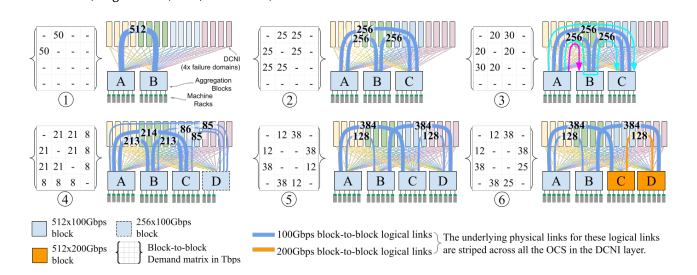 - 50 - -
50 - - -
- - - -
- - - -
①
512
A B
DCNI
(4x failure domains)
Aggregation
Blocks
Machine
Racks
- 25 25 -
25 - 25 -
25 25 - -
- - - -
②
256
256 256
A B C
- 20 30 -
20 - 20 -
30 20 - -
- - - -
③
256
256 256
A B C
- 21 21 8
21 - 21 8
21 21 - 8
8 8 8 -
④
214 86 85
213 213 85
A B C D
- 12 38 -
12 - - 38
38 - - 12
- 38 12 -
⑤
384 384
128 128
A B C D
- 12 38 -
12 - - 38
38 - - 25
- 38 25 -
⑥
384 384
128 128
A B C D
512x100Gbps
block
256x100Gbps
block
512x200Gbps
block
Block-to-block
Demand matrix in Tbps
100Gbps block-to-block logical links
200Gbps block-to-block logical links
The underlying physical links for these logical links
are striped across all the OCS in the DCNI layer.